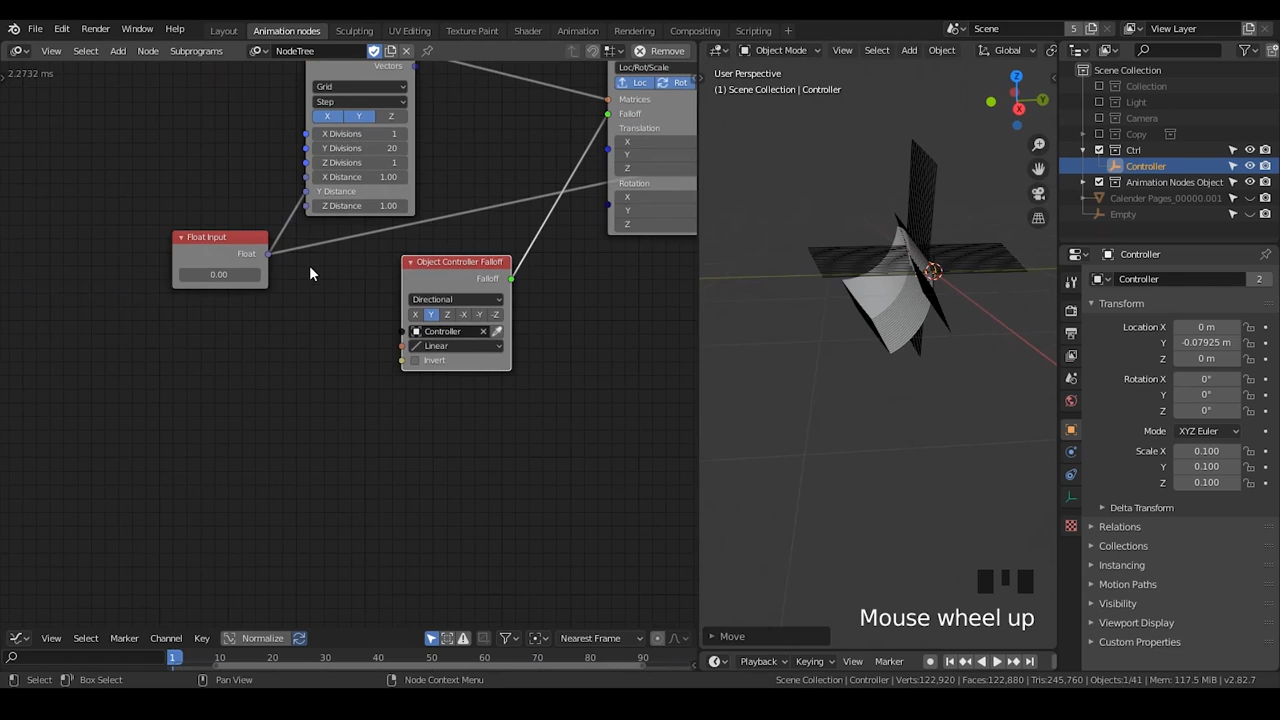 File Edit Render Window Help Layout Animation nodes Sculpting UV Editing Texture Paint Shader Animation Rendering Compositing Scripting + Scene 5 View Layer
View Select Add Node Subprograms NodeTree Remove
Object Mode View Select Add Object Global
2.2732 ms
Vectors
Grid
Step
X Y Z
X Divisions 1
Y Divisions 20
Z Divisions 1
X Distance 1.00
Y Distance
Z Distance 1.00
Float Input
Float
0.00
Object Controller Falloff
Falloff
Directional
X Y Z -X -Y -Z
Controller
Linear
Invert
Loc/Rot/Scale
Loc Rot
Matrices
Falloff
Translation
X
Y
Z
Rotation
X
Y
Z
User Perspective
(1) Scene Collection | Controller
Z
Y
X
Mouse wheel up
Move
Scene Collection
Collection
Light
Camera
Copy
Ctrl
Controller
Animation Nodes Object
Calender Pages_00000.001
Empty
Controller
Controller 2
Transform
Location X 0 m
Y -0.07925 m
Z 0 m
Rotation X 0°
Y 0°
Z 0°
Mode XYZ Euler
Scale X 0.100
Y 0.100
Z 0.100
Delta Transform
Relations
Collections
Instancing
Motion Paths
Visibility
Viewport Display
Custom Properties
View Select Marker Channel Key Normalize Nearest Frame
1 10 20 30 40 50 60 70 80 90
Playback Keying View Marker
Select Box Select Pan View Node Context Menu
Scene Collection | Controller | Verts:122,920 | Faces:122,880 | Tris:245,760 | Objects:1/41 | Mem: 117.5 MiB | v2.82.7